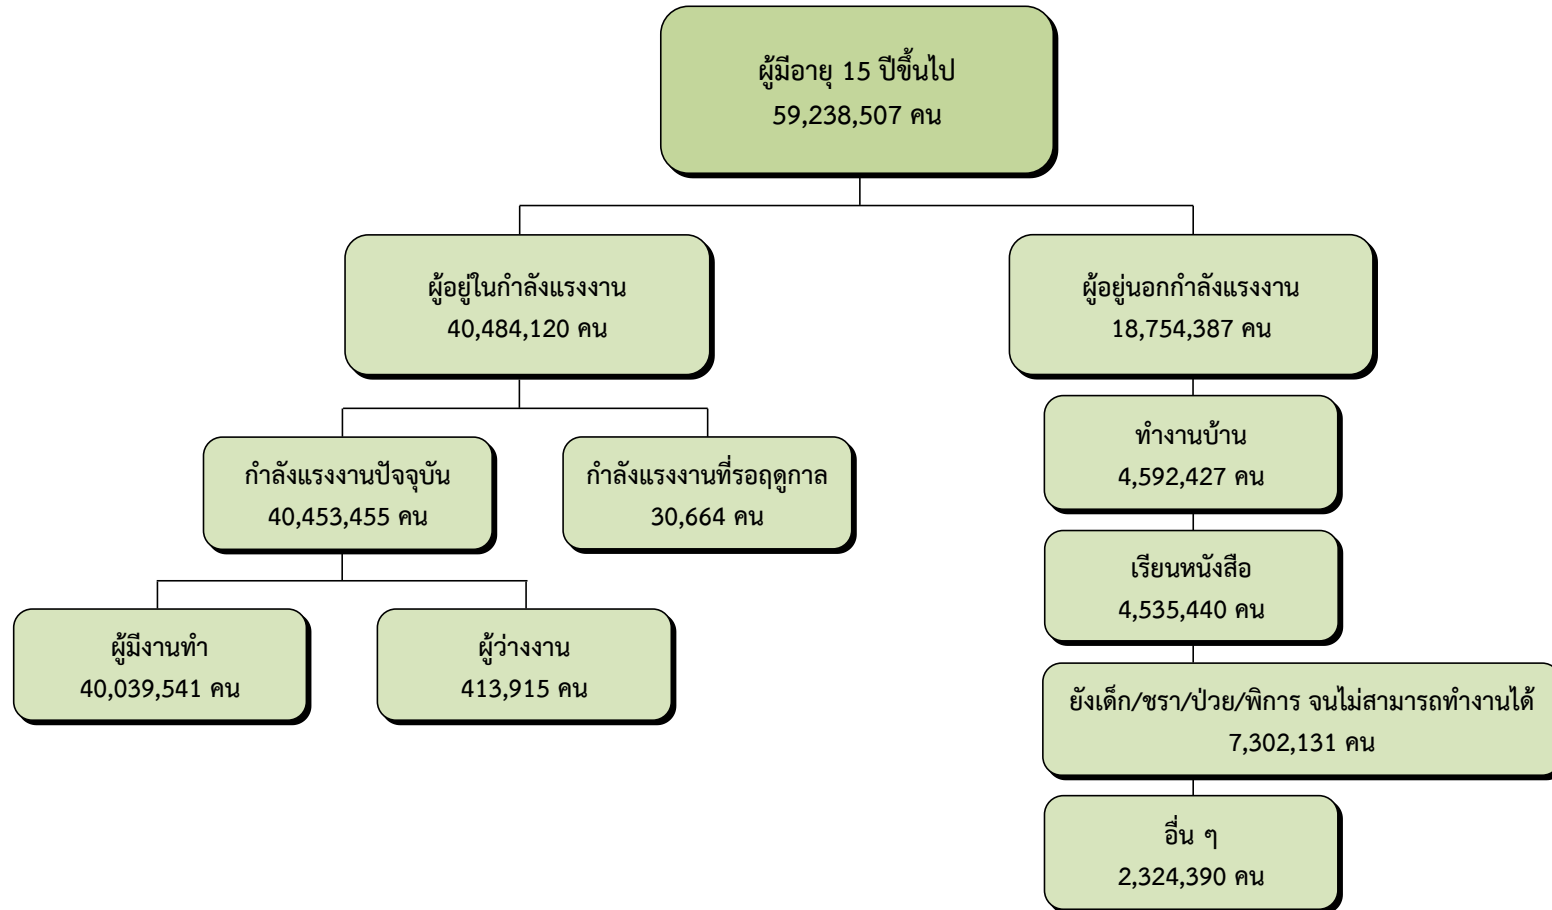 ผู้มีอายุ 15 ปีขึ้นไป
59,238,507 คน
ผู้อยู่ในกำลังแรงงาน
40,484,120 คน
ผู้อยู่นอกกำลังแรงงาน
18,754,387 คน
กำลังแรงงานปัจจุบัน
40,453,455 คน
กำลังแรงงานที่รอฤดูกาล
30,664 คน
ผู้มีงานทำ
40,039,541 คน
ผู้ว่างงาน
413,915 คน
ทำงานบ้าน
4,592,427 คน
เรียนหนังสือ
4,535,440 คน
ยังเด็ก/ชรา/ป่วย/พิการ จนไม่สามารถทำงานได้
7,302,131 คน
อื่น ๆ
2,324,390 คน